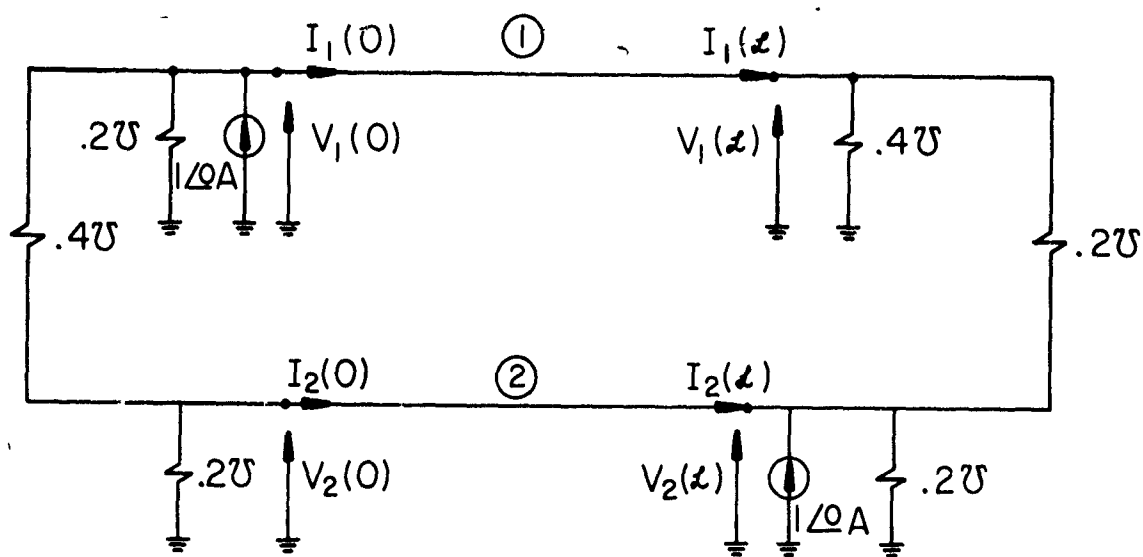 I₁(0) ① I₁(ℒ)
.2℧ 1∠0A V₁(0) V₁(ℒ) .4℧
.4℧ .2℧
I₂(0) ② I₂(ℒ)
.2℧ V₂(0) V₂(ℒ) 1∠0A .2℧